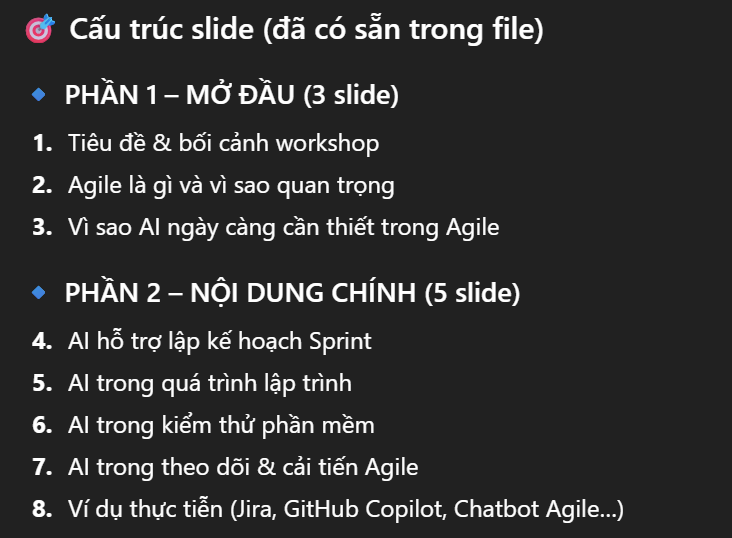 🎯 Cấu trúc slide (đã có sẵn trong file)
🔹 PHẦN 1 – MỞ ĐẦU (3 slide)
1. Tiêu đề & bối cảnh workshop
2. Agile là gì và vì sao quan trọng
3. Vì sao AI ngày càng cần thiết trong Agile
🔹 PHẦN 2 – NỘI DUNG CHÍNH (5 slide)
4. AI hỗ trợ lập kế hoạch Sprint
5. AI trong quá trình lập trình
6. AI trong kiểm thử phần mềm
7. AI trong theo dõi & cải tiến Agile
8. Ví dụ thực tiễn (Jira, GitHub Copilot, Chatbot Agile...)